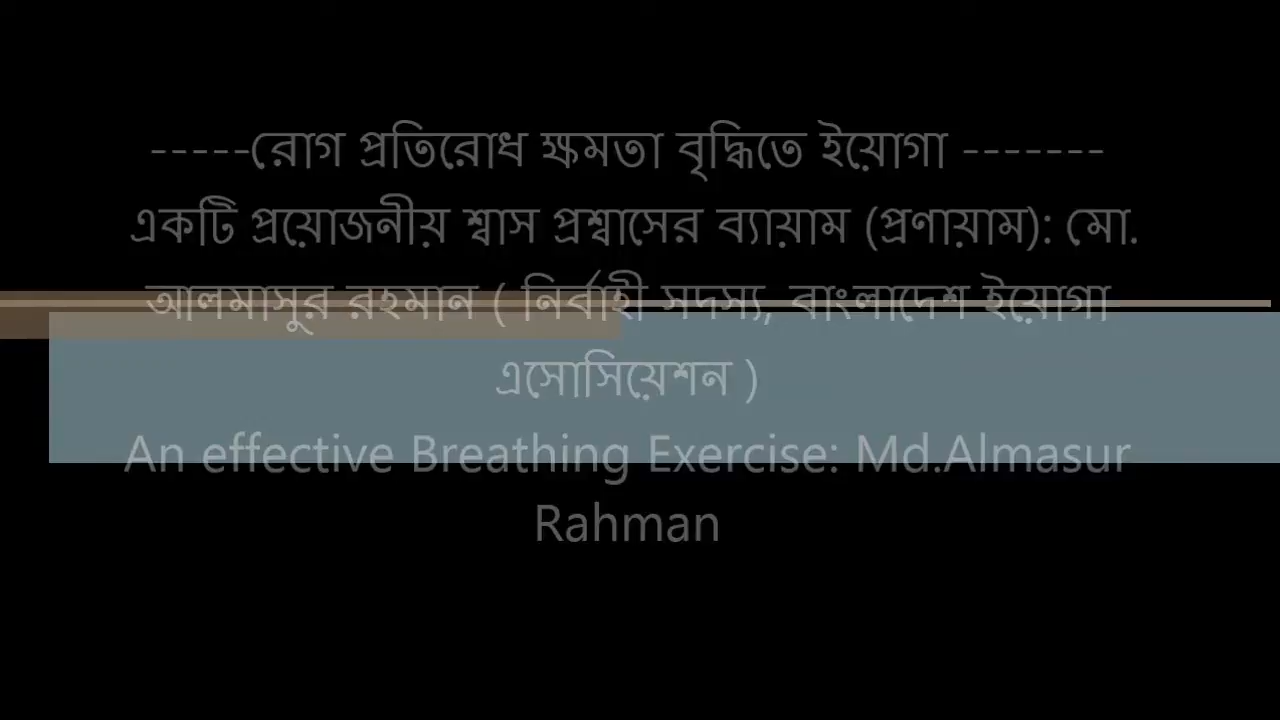 -----রোগ প্রতিরোধ ক্ষমতা বৃদ্ধিতে ইয়োগা -------
একটি প্রয়োজনীয় শ্বাস প্রশ্বাসের ব্যায়াম (প্রণায়াম): মো.
আলমাসুর রহমান ( নির্বাহী সদস্য, বাংলাদেশ ইয়োগা
এসোসিয়েশন )
An effective Breathing Exercise: Md.Almasur
Rahman